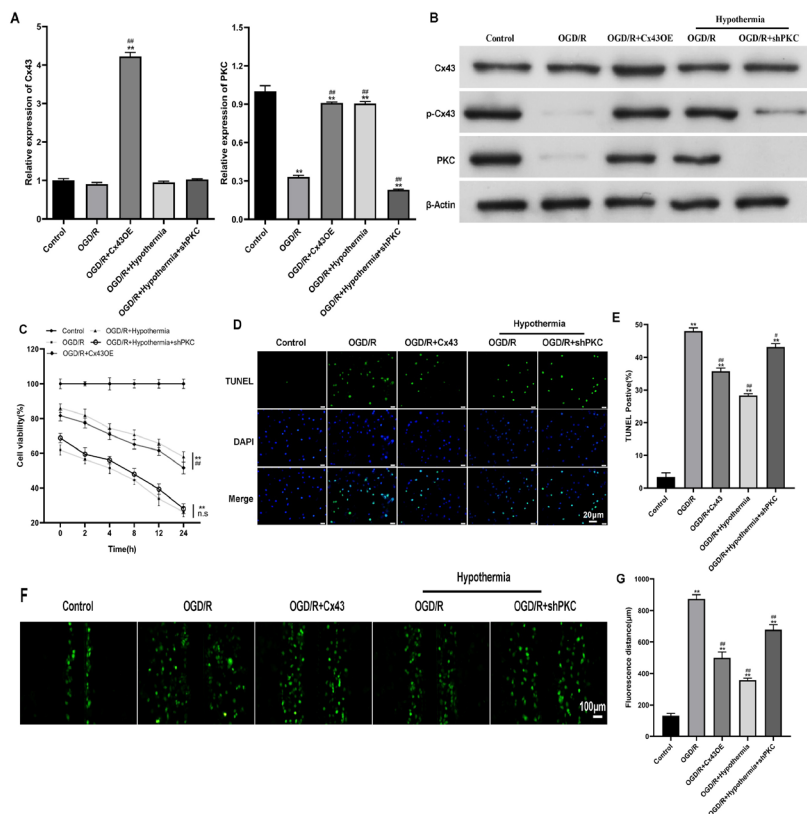 A
Relative expression of Cx43
5
4
3
2
1
0
##
**
Control
OGD/R
OGD/R+Cx43OE
OGD/R+Hypothermia
OGD/R+Hypothermia+shPKC
Relative expression of PKC
1.5
1.2
0.9
0.6
0.3
0.0
**
##
**
##
**
##
**
Control
OGD/R
OGD/R+Cx43OE
OGD/R+Hypothermia
OGD/R+Hypothermia+shPKC
B
Hypothermia
Control OGD/R OGD/R+Cx43OE OGD/R OGD/R+shPKC
Cx43
p-Cx43
PKC
β-Actin
C
Control
OGD/R
OGD/R+Cx43OE
OGD/R+Hypothermia
OGD/R+Hypothermia+shPKC
Cell viability(%)
120
100
80
60
40
20
**
##
**
n.s
0 2 4 8 12 24
Time(h)
D
Hypothermia
Control OGD/R OGD/R+Cx43 OGD/R OGD/R+shPKC
TUNEL
DAPI
Merge
20μm
E
TUNEL Postive(%)
60
50
40
30
20
10
0
**
##
**
##
**
#
**
Control
OGD/R
OGD/R+Cx43
OGD/R+Hypothermia
OGD/R+Hypothermia+shPKC
F
Hypothermia
Control OGD/R OGD/R+Cx43 OGD/R OGD/R+shPKC
100μm
G
Fluorescence distance(μm)
1000
800
600
400
200
0
**
##
**
##
**
##
**
Control
OGD/R
OGD/R+Cx43OE
OGD/R+Hypothermia
OGD/R+Hypothermia+shPKC